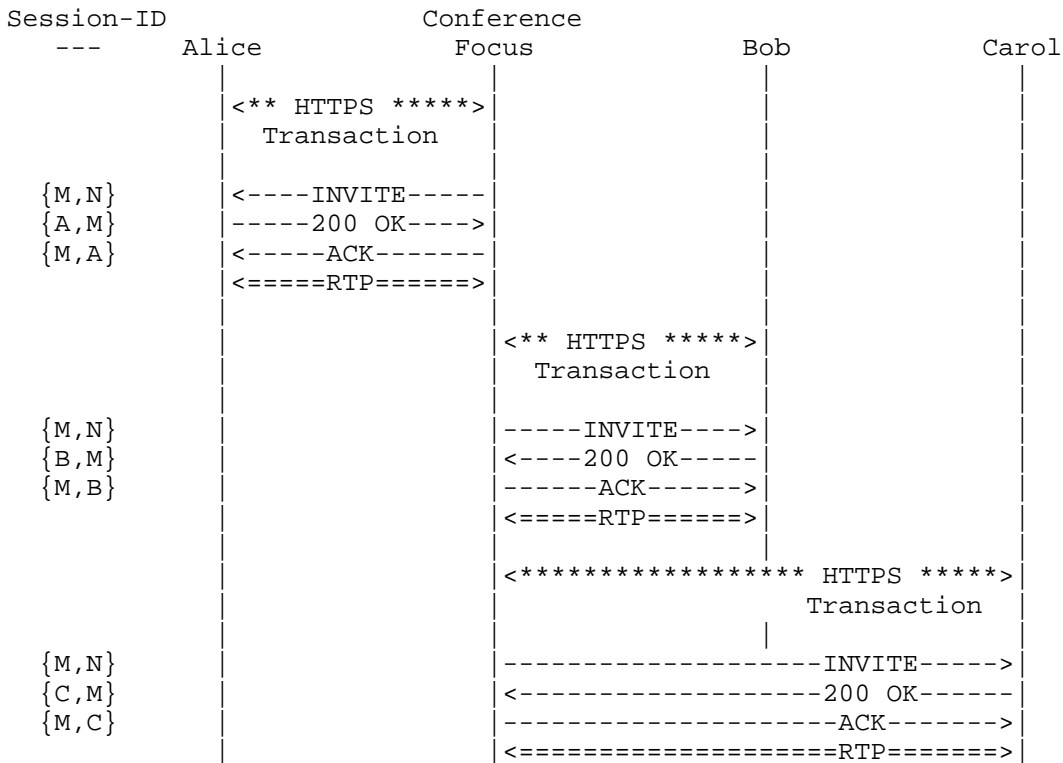 Session-ID                Conference
   ---     Alice            Focus             Bob            Carol
             |                |                |               |
             |<** HTTPS *****>|                |               |
             |  Transaction   |                |               |
             |                |                |               |
  {M,N}      |<----INVITE-----|                |               |
  {A,M}      |-----200 OK---->|                |               |
  {M,A}      |<-----ACK-------|                |               |
             |<=====RTP======>|                |               |
             |                |                |               |
             |                |<** HTTPS *****>|               |
             |                |  Transaction   |               |
             |                |                |               |
  {M,N}      |                |-----INVITE---->|               |
  {B,M}      |                |<----200 OK-----|               |
  {M,B}      |                |------ACK------>|               |
             |                |<=====RTP======>|               |
             |                |                |               |
             |                |<****************** HTTPS *****>|
             |                |                   Transaction  |
             |                |                |               |
  {M,N}      |                |--------------------INVITE----->|
  {C,M}      |                |<-------------------200 OK------|
  {M,C}      |                |---------------------ACK------->|
             |                |<====================RTP=======>|